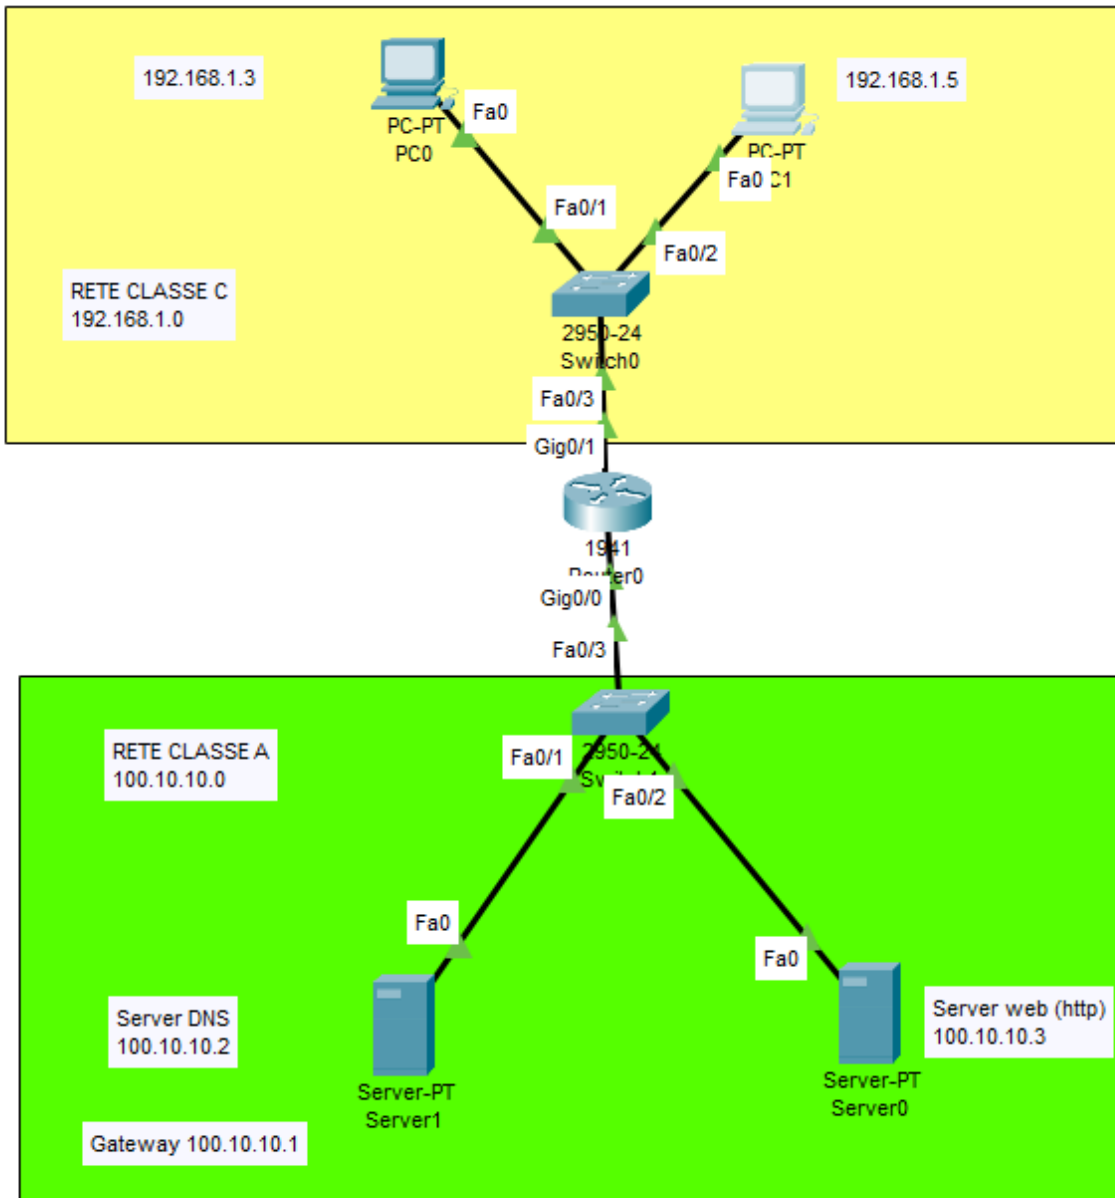 192.168.1.3
192.168.1.5
Fa0
PC-PT
PC0
PC-PT
Fa0
C1
Fa0/1
Fa0/2
RETE CLASSE C
192.168.1.0
2950-24
Switch0
Fa0/3
Gig0/1
1941
Router0
Gig0/0
Fa0/3
RETE CLASSE A
100.10.10.0
Fa0/1
2950-24
Fa0/2
Fa0
Fa0
Server DNS
100.10.10.2
Server web (http)
100.10.10.3
Server-PT
Server1
Server-PT
Server0
Gateway 100.10.10.1